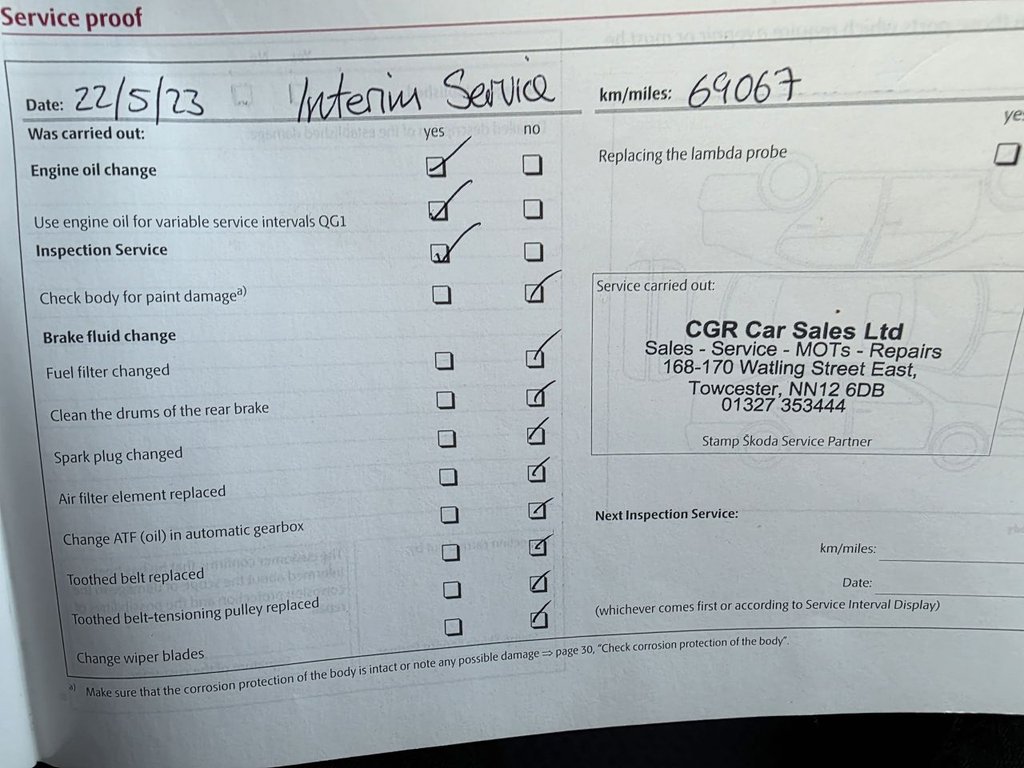 Service proof
Date: 22/5/23 Interim Service
km/miles: 69067
Was carried out: yes no
Engine oil change
Use engine oil for variable service intervals QG1
Inspection Service
Check body for paint damage a)
Brake fluid change
Fuel filter changed
Clean the drums of the rear brake
Spark plug changed
Air filter element replaced
Change ATF (oil) in automatic gearbox
Toothed belt replaced
Toothed belt-tensioning pulley replaced
Change wiper blades
a) Make sure that the corrosion protection of the body is intact or note any possible damage ⇒ page 30, "Check corrosion protection of the body".
yes
Replacing the lambda probe
Service carried out:
CGR Car Sales Ltd
Sales - Service - MOTs - Repairs
168-170 Watling Street East,
Towcester, NN12 6DB
01327 353444
Stamp Škoda Service Partner
Next Inspection Service:
km/miles:
Date:
(whichever comes first or according to Service Interval Display)